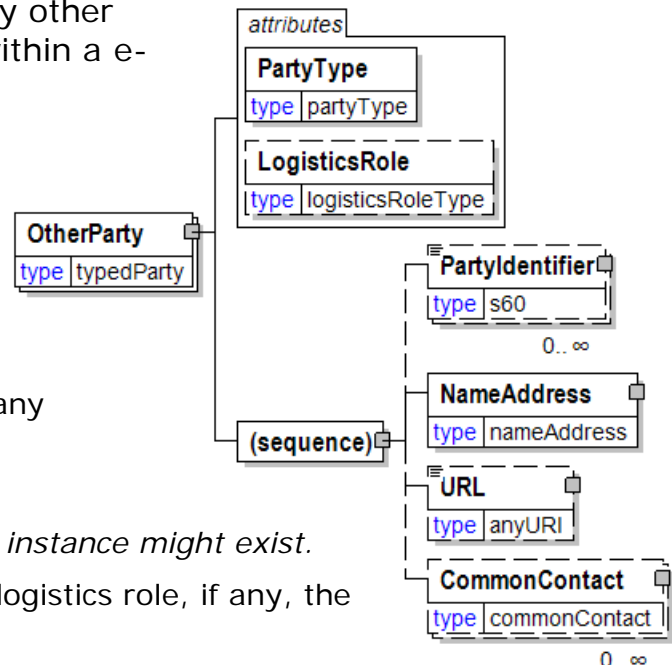 y other
vithin a e-
any
instance might exist.
logistics role, if any, the
attributes
PartyType
type partyType
LogisticsRole
type logisticsRoleType
OtherParty
type typedParty
(sequence)
PartyIdentifier
type s60
0.. ∞
NameAddress
type nameAddress
URL
type anyURI
CommonContact
type commonContact
0.. ∞